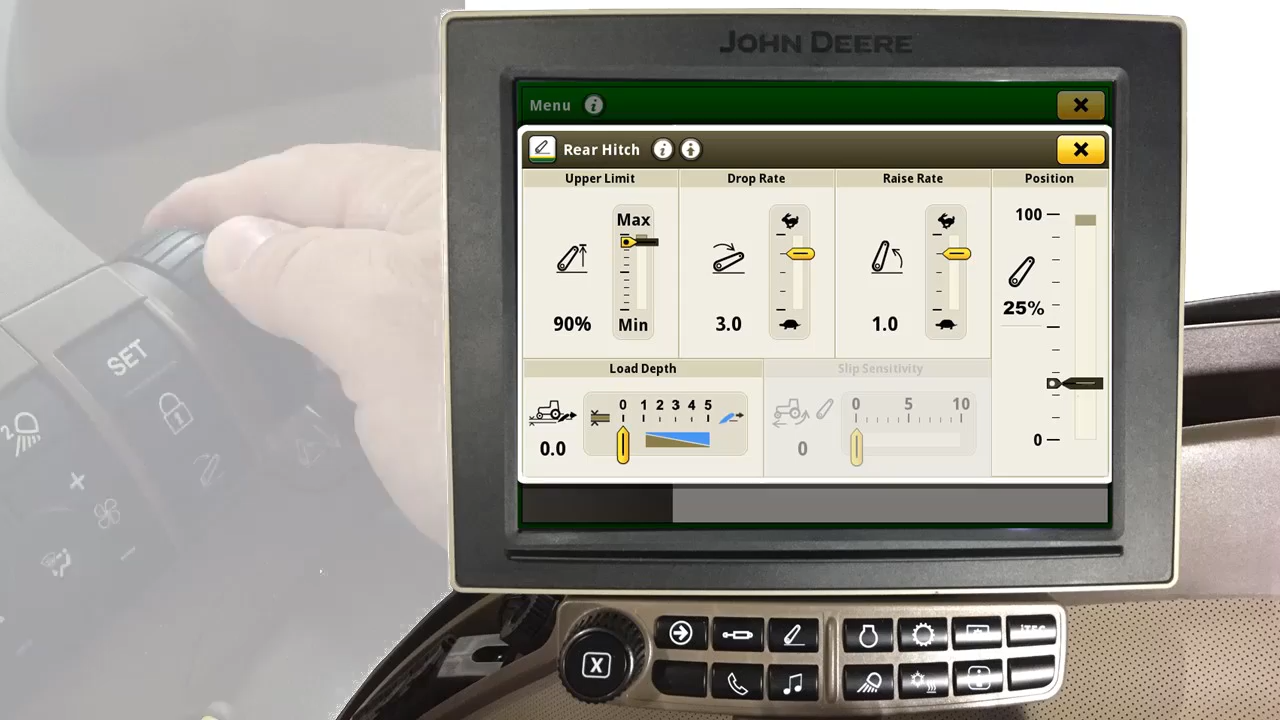 JOHN DEERE
Menu
Rear Hitch
Upper Limit
Drop Rate
Raise Rate
Position
Max
100
25%
90%
Min
3.0
1.0
Load Depth
Slip Sensitivity
0 1 2 3 4 5
0 5 10
0.0
0
0
SET
2
X